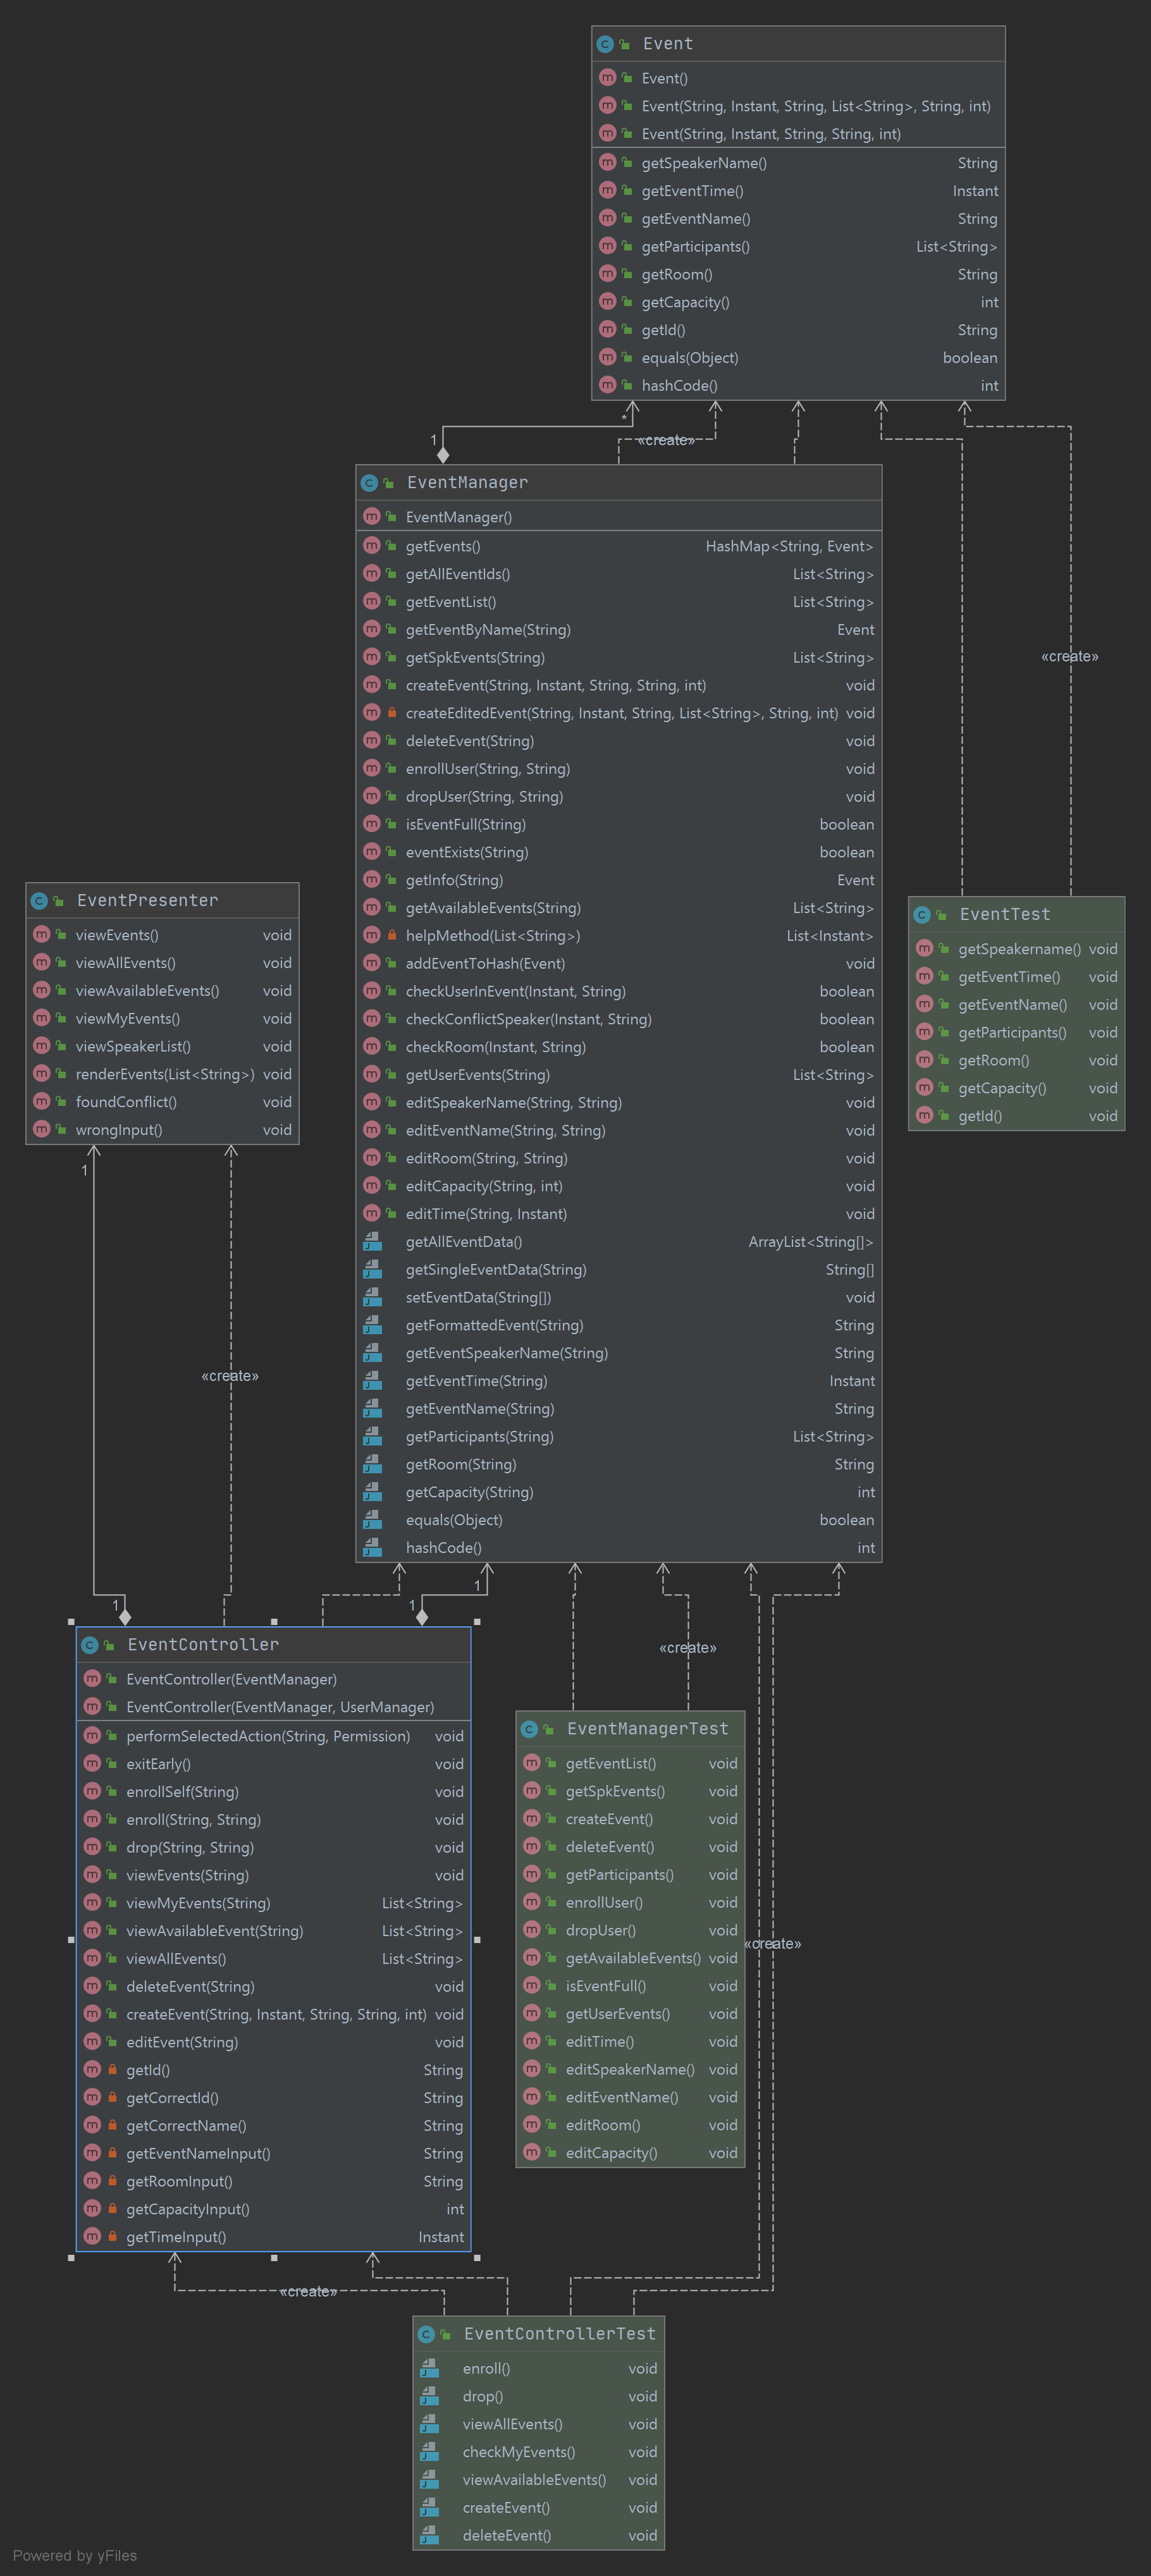 Event
Event()
Event(String, Instant, String, List<String>, String, int)
Event(String, Instant, String, String, int)
getSpeakerName() String
getEventTime() Instant
getEventName() String
getParticipants() List<String>
getRoom() String
getCapacity() int
getId() String
equals(Object) boolean
hashCode() int
*
1
«create»
EventManager
EventManager()
getEvents() HashMap<String, Event>
getAllEventIds() List<String>
getEventList() List<String>
getEventByName(String) Event
getSpkEvents(String) List<String>
createEvent(String, Instant, String, String, int) void
createEditedEvent(String, Instant, String, List<String>, String, int) void
deleteEvent(String) void
enrollUser(String, String) void
dropUser(String, String) void
isEventFull(String) boolean
eventExists(String) boolean
getInfo(String) Event
getAvailableEvents(String) List<String>
helpMethod(List<String>) List<Instant>
addEventToHash(Event) void
checkUserInEvent(Instant, String) boolean
checkConflictSpeaker(Instant, String) boolean
checkRoom(Instant, String) boolean
getUserEvents(String) List<String>
editSpeakerName(String, String) void
editEventName(String, String) void
editRoom(String, String) void
editCapacity(String, int) void
editTime(String, Instant) void
getAllEventData() ArrayList<String[]>
getSingleEventData(String) String[]
setEventData(String[]) void
getFormattedEvent(String) String
getEventSpeakerName(String) String
getEventTime(String) Instant
getEventName(String) String
getParticipants(String) List<String>
getRoom(String) String
getCapacity(String) int
equals(Object) boolean
hashCode() int
«create»
EventPresenter
viewEvents() void
viewAllEvents() void
viewAvailableEvents() void
viewMyEvents() void
viewSpeakerList() void
renderEvents(List<String>) void
foundConflict() void
wrongInput() void
EventTest
getSpeakername() void
getEventTime() void
getEventName() void
getParticipants() void
getRoom() void
getCapacity() void
getId() void
1
«create»
1
1
1
«create»
EventController
EventController(EventManager)
EventController(EventManager, UserManager)
performSelectedAction(String, Permission) void
exitEarly() void
enrollSelf(String) void
enroll(String, String) void
drop(String, String) void
viewEvents(String) void
viewMyEvents(String) List<String>
viewAvailableEvent(String) List<String>
viewAllEvents() List<String>
deleteEvent(String) void
createEvent(String, Instant, String, String, int) void
editEvent(String) void
getId() String
getCorrectId() String
getCorrectName() String
getEventNameInput() String
getRoomInput() String
getCapacityInput() int
getTimeInput() Instant
EventManagerTest
getEventList() void
getSpkEvents() void
createEvent() void
deleteEvent() void
getParticipants() void
enrollUser() void
dropUser() void
getAvailableEvents() void
isEventFull() void
getUserEvents() void
editTime() void
editSpeakerName() void
editEventName() void
editRoom() void
editCapacity() void
«create»
«create»
EventControllerTest
enroll() void
drop() void
viewAllEvents() void
checkMyEvents() void
viewAvailableEvents() void
createEvent() void
deleteEvent() void
Powered by yFiles